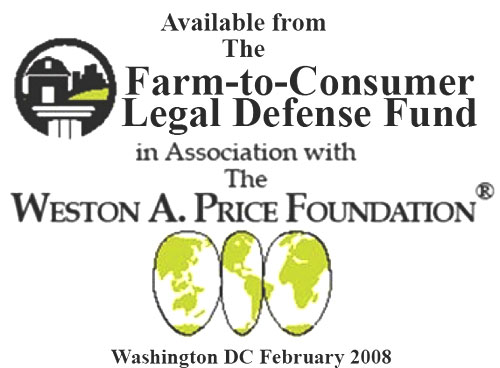 Available from
The
Farm-to-Consumer
Legal Defense Fund
in Association with
The
WESTON A. PRICE FOUNDATION®
Washington DC February 2008